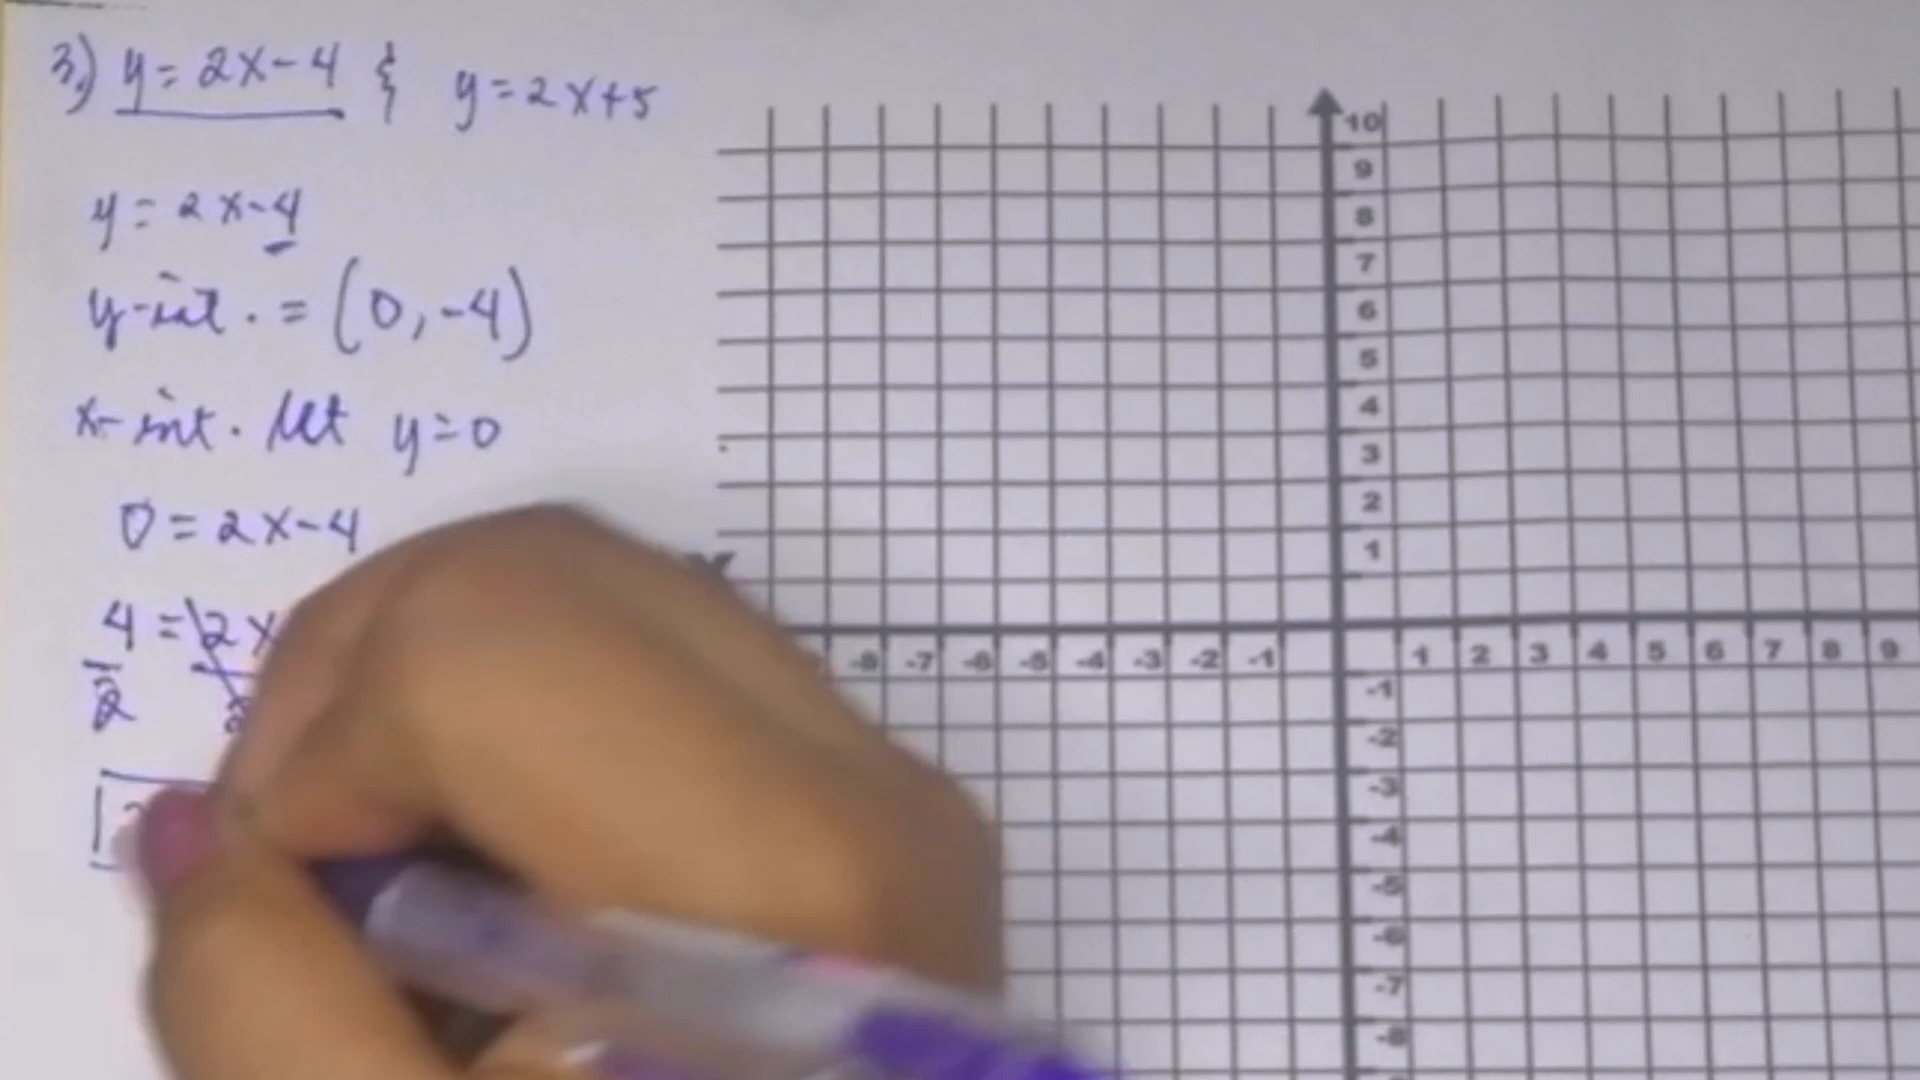 3) y = 2x - 4 & y = 2x + 5
y = 2x - 4
y-int. = (0, -4)
x-int. let y = 0
0 = 2x - 4
4 = 2x
2 2
10
9
8
7
6
5
4
3
2
1
-8 -7 -6 -5 -4 -3 -2 -1 1 2 3 4 5 6 7 8 9
-1
-2
-3
-4
-5
-6
-7
-8